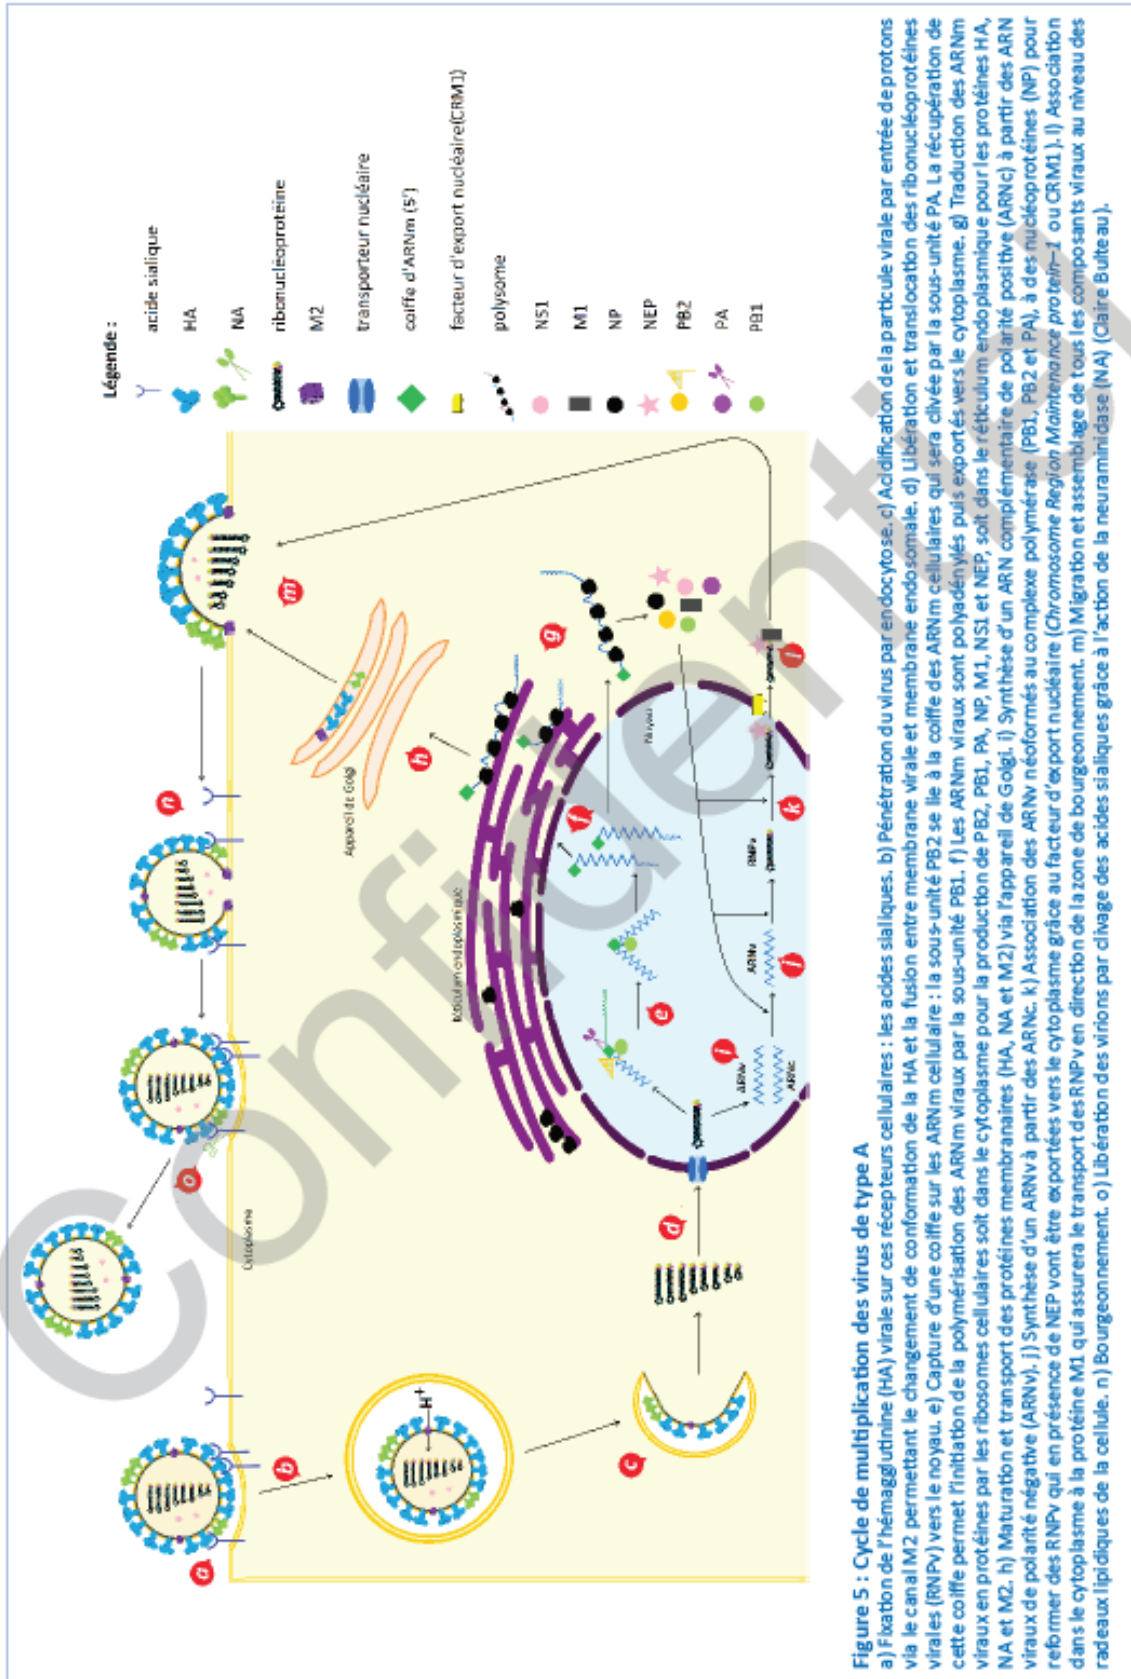 Légende :
acide sialique
HA
NA
ribonucléoprotéine
M2
transporteur nucléaire
coiffe d'ARNm (5')
facteur d'export nucléaire(CRM1)
polysome
NS1
M1
NP
NEP
PB2
PA
PB1
a
b
H+
c
d
e
f
g
h
i
j
k
l
m
n
o
Cytoplasme
Appareil de Golgi
Réticulum endoplasmique
Noyau
ARNv
ARNc
ARNv
RNPv
Figure 5 : Cycle de multiplication des virus de type A
a) Fixation de l'hémagglutinine (HA) virale sur ces récepteurs cellulaires : les acides sialiques. b) Pénétration du virus par endocytose. c) Acidification de la particule virale par entrée de protons
via le canal M2 permettant le changement de conformation de la HA et la fusion entre membrane virale et membrane endosomale. d) Libération et translocation des ribonucléoprotéines
virales (RNPv) vers le noyau. e) Capture d'une coiffe sur les ARNm cellulaire : la sous-unité PB2 se lie à la coiffe des ARNm cellulaires qui sera clivée par la sous-unité PA. La récupération de
cette coiffe permet l'initiation de la polymérisation des ARNm viraux par la sous-unité PB1. f) Les ARNm viraux sont polyadénylés puis exportés vers le cytoplasme. g) Traduction des ARNm
viraux en protéines par les ribosomes cellulaires soit dans le cytoplasme pour la production de PB2, PB1, PA, NP, M1, NS1 et NEP, soit dans le réticulum endoplasmique pour les protéines HA,
NA et M2. h) Maturation et transport des protéines membranaires (HA, NA et M2) via l'appareil de Golgi. i) Synthèse d'un ARN complémentaire de polarité positive (ARNc) à partir des ARN
viraux de polarité négative (ARNv). j) Synthèse d'un ARNv à partir des ARNc. k) Association des ARNv néoformés au complexe polymérase (PB1, PB2 et PA), à des nucléoprotéines (NP) pour
reformer des RNPv qui en présence de NEP vont être exportées vers le cytoplasme grâce au facteur d'export nucléaire (Chromosome Region Maintenance protein-1 ou CRM1). l) Association
dans le cytoplasme à la protéine M1 qui assurera le transport des RNPv en direction de la zone de bourgeonnement. m) Migration et assemblage de tous les composants viraux au niveau des
radeaux lipidiques de la cellule. n) Bourgeonnement. o) Libération des virions par clivage des acides sialiques grâce à l'action de la neuraminidase (NA) (Claire Bulteau).
Confidentiel